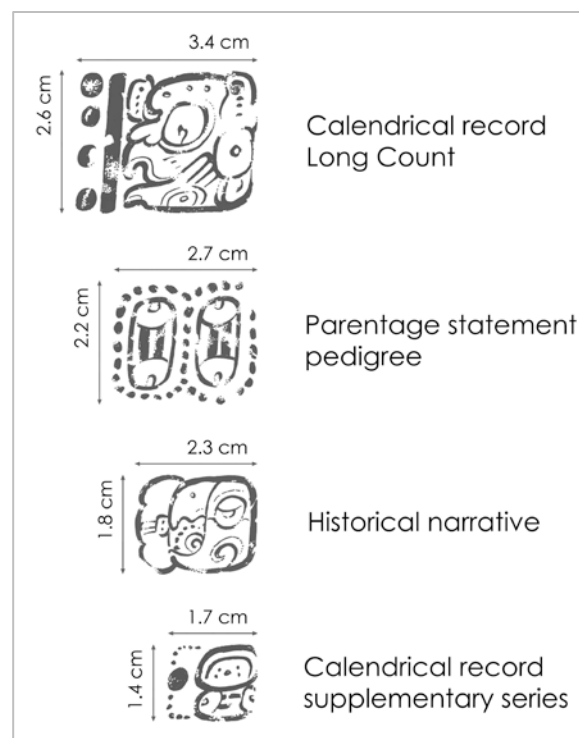 3.4 cm
2.6 cm
Calendrical record
Long Count
2.7 cm
2.2 cm
Parentage statement
pedigree
2.3 cm
1.8 cm
Historical narrative
1.7 cm
1.4 cm
Calendrical record
supplementary series